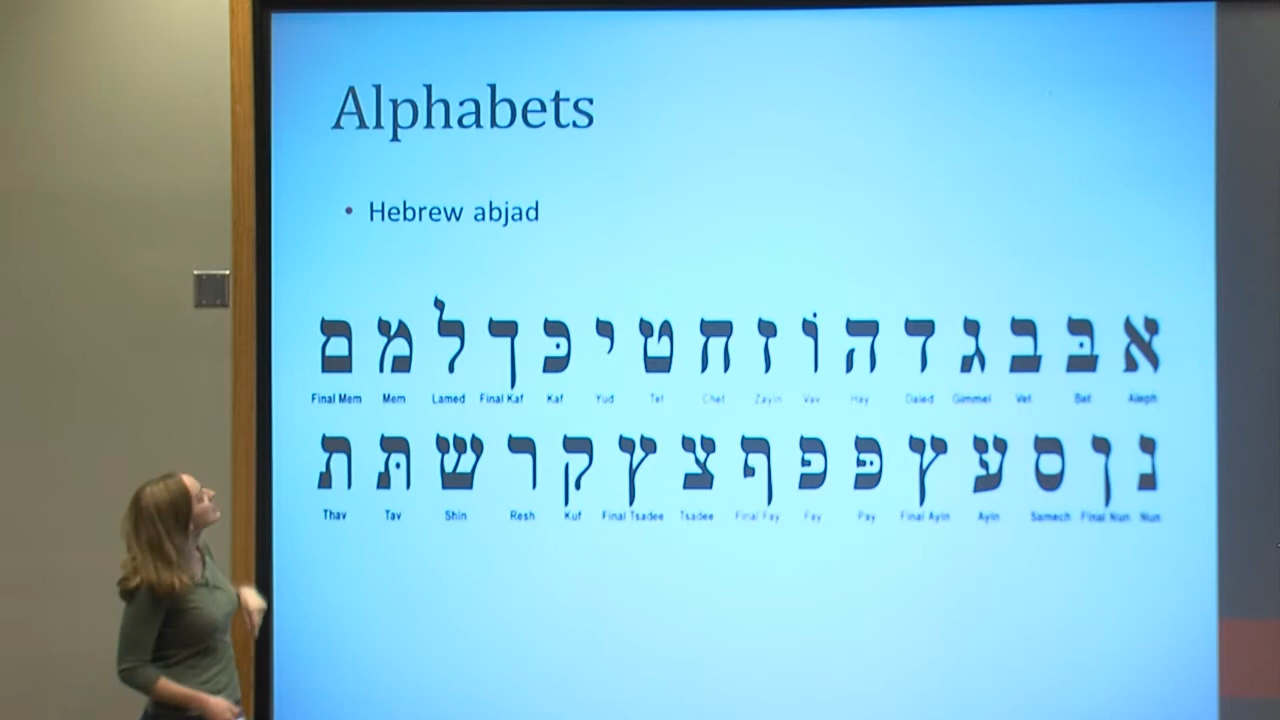 Alphabets
• Hebrew abjad
א בּ ב ג ד ה וֹ ז ח ט י כּ ך ל מ ם
Final Mem Mem Lamed Final Kaf Kaf Yud Tet Chet Zayin Vav Hay Daled Gimmel Vet Bet Aleph
נ ן ס ע ץ פּ פ ף צ ץ ק ר ש תּ ת
Thav Tav Shin Resh Kuf Final Tsadee Tsadee Final Fay Fay Pay Final Ayin Ayin Samech Final Nun Nun